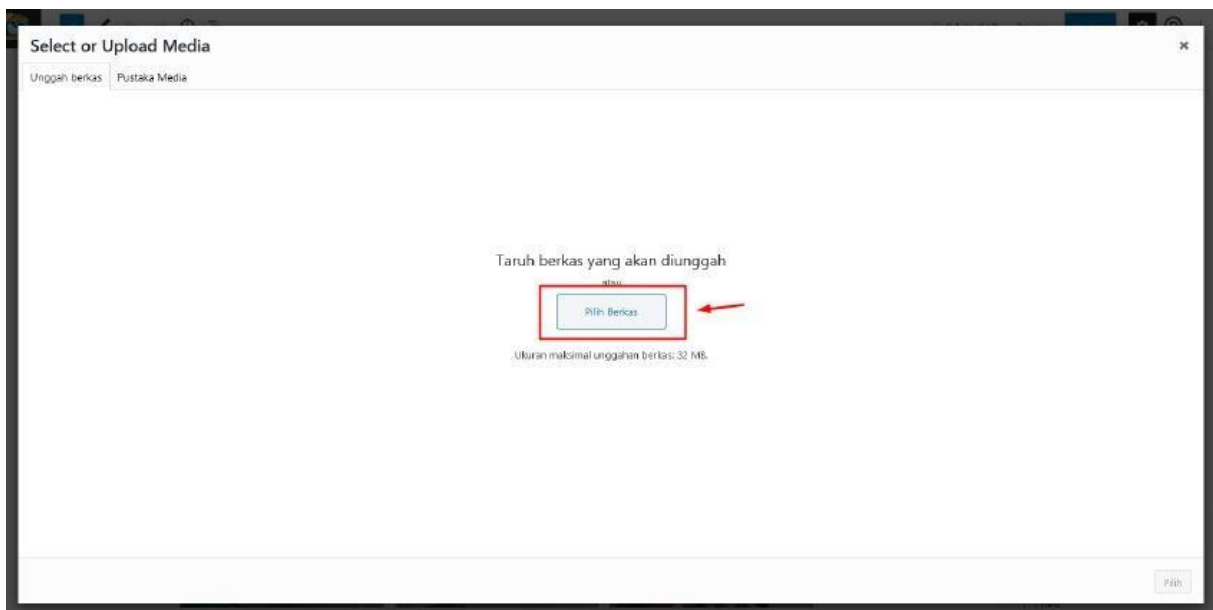 Select or Upload Media
Unggah berkas Pustaka Media
Taruh berkas yang akan diunggah
atau
Pilih Berkas
Ukuran maksimal unggahan berkas: 32 MB.
Pilih